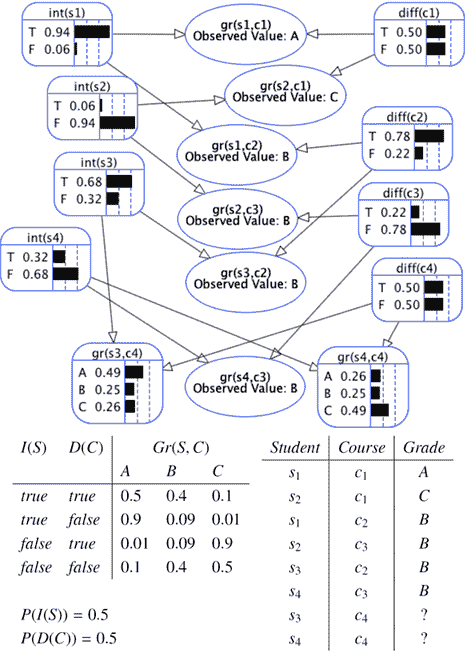 int(s1)
T 0.94
F 0.06
gr(s1,c1)
Observed Value: A
diff(c1)
T 0.50
F 0.50
int(s2)
T 0.06
F 0.94
gr(s2,c1)
Observed Value: C
int(s3)
T 0.68
F 0.32
gr(s1,c2)
Observed Value: B
diff(c2)
T 0.78
F 0.22
gr(s2,c3)
Observed Value: B
diff(c3)
T 0.22
F 0.78
int(s4)
T 0.32
F 0.68
gr(s3,c2)
Observed Value: B
diff(c4)
T 0.50
F 0.50
gr(s3,c4)
A 0.49
B 0.25
C 0.26
gr(s4,c3)
Observed Value: B
gr(s4,c4)
A 0.26
B 0.25
C 0.49
I(S) D(C) Gr(S, C)
A B C
true true 0.5 0.4 0.1
true false 0.9 0.09 0.01
false true 0.01 0.09 0.9
false false 0.1 0.4 0.5
P(I(S)) = 0.5
P(D(C)) = 0.5
Student Course Grade
s1 c1 A
s2 c1 C
s1 c2 B
s2 c3 B
s3 c2 B
s4 c3 B
s3 c4 ?
s4 c4 ?